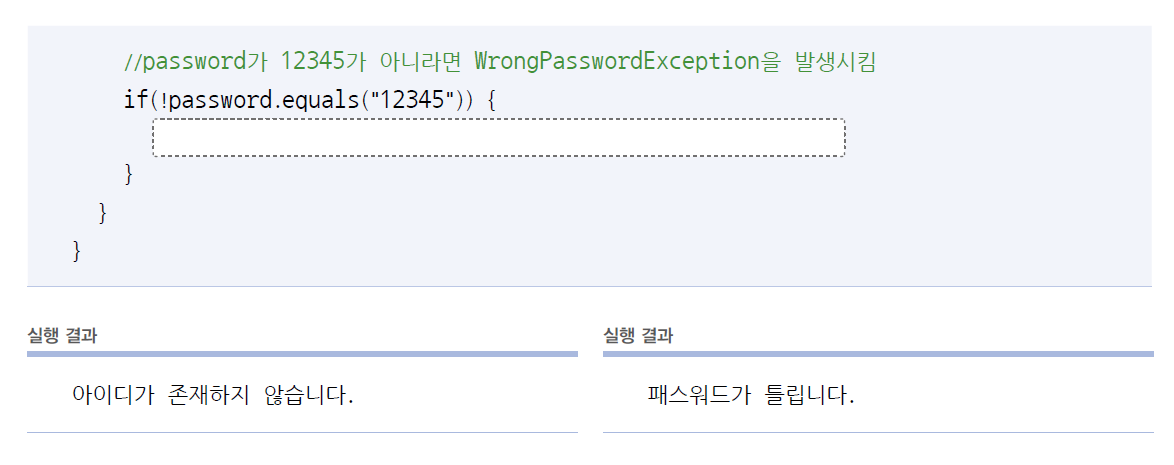 //password가 12345가 아니라면 WrongPasswordException을 발생시킴
if(!password.equals("12345")) {
}
}
}
실행 결과
아이디가 존재하지 않습니다.
실행 결과
패스워드가 틀립니다.